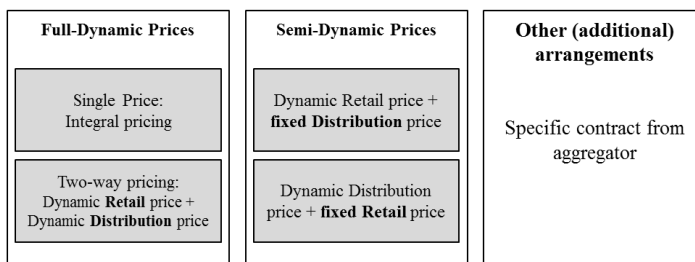 Full-Dynamic Prices
Single Price:
Integral pricing
Two-way pricing:
Dynamic Retail price +
Dynamic Distribution price
Semi-Dynamic Prices
Dynamic Retail price +
fixed Distribution price
Dynamic Distribution
price + fixed Retail price
Other (additional)
arrangements
Specific contract from
aggregator